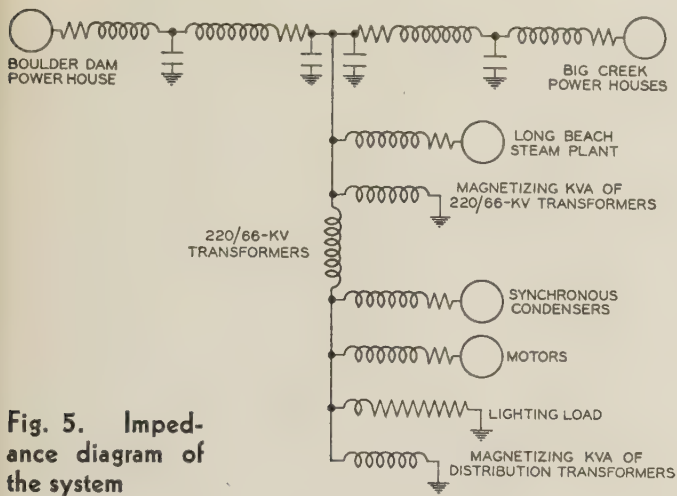 BOULDER DAM
POWER HOUSE
BIG CREEK
POWER HOUSES
LONG BEACH
STEAM PLANT
MAGNETIZING KVA OF
220/66-KV TRANSFORMERS
220/66-KV
TRANSFORMERS
SYNCHRONOUS
CONDENSERS
MOTORS
LIGHTING LOAD
MAGNETIZING KVA OF
DISTRIBUTION TRANSFORMERS
Fig. 5. Imped-
ance diagram of
the system